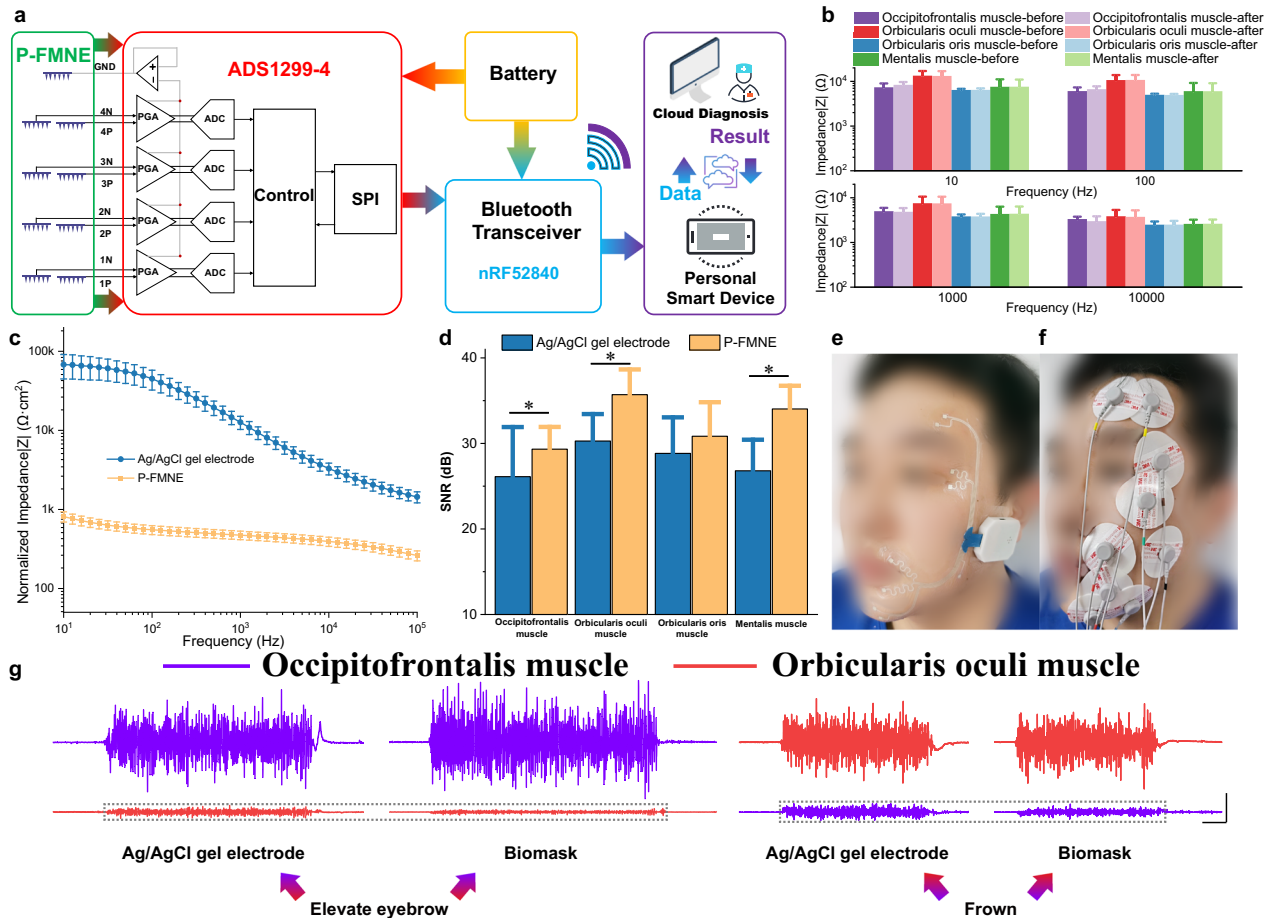 a
P-FMNE
GND
4N
4P
3N
3P
2N
2P
1N
1P
ADS1299-4
+
−
PGA
ADC
PGA
ADC
PGA
ADC
PGA
ADC
Control
SPI
Battery
Bluetooth
Transceiver
nRF52840
Cloud Diagnosis
Result
Data
Personal
Smart Device
b
Occipitofrontalis muscle-before
Occipitofrontalis muscle-after
Orbicularis oculi muscle-before
Orbicularis oculi muscle-after
Orbicularis oris muscle-before
Orbicularis oris muscle-after
Mentalis muscle-before
Mentalis muscle-after
Impedance|Z| (Ω)
10⁴
10³
10²
10
100
Frequency (Hz)
Impedance|Z| (Ω)
10⁴
10³
10²
1000
10000
Frequency (Hz)
c
Normalized Impedance|Z| (Ω·cm²)
100k
10k
1k
100
Ag/AgCl gel electrode
P-FMNE
10¹
10²
10³
10⁴
10⁵
Frequency (Hz)
d
Ag/AgCl gel electrode
P-FMNE
SNR (dB)
40
30
20
10
*
*
*
Occipitofrontalis
muscle
Orbicularis oculi
muscle
Orbicularis oris
muscle
Mentalis muscle
e
f
g
Occipitofrontalis muscle
Orbicularis oculi muscle
Ag/AgCl gel electrode
Biomask
Ag/AgCl gel electrode
Biomask
Elevate eyebrow
Frown